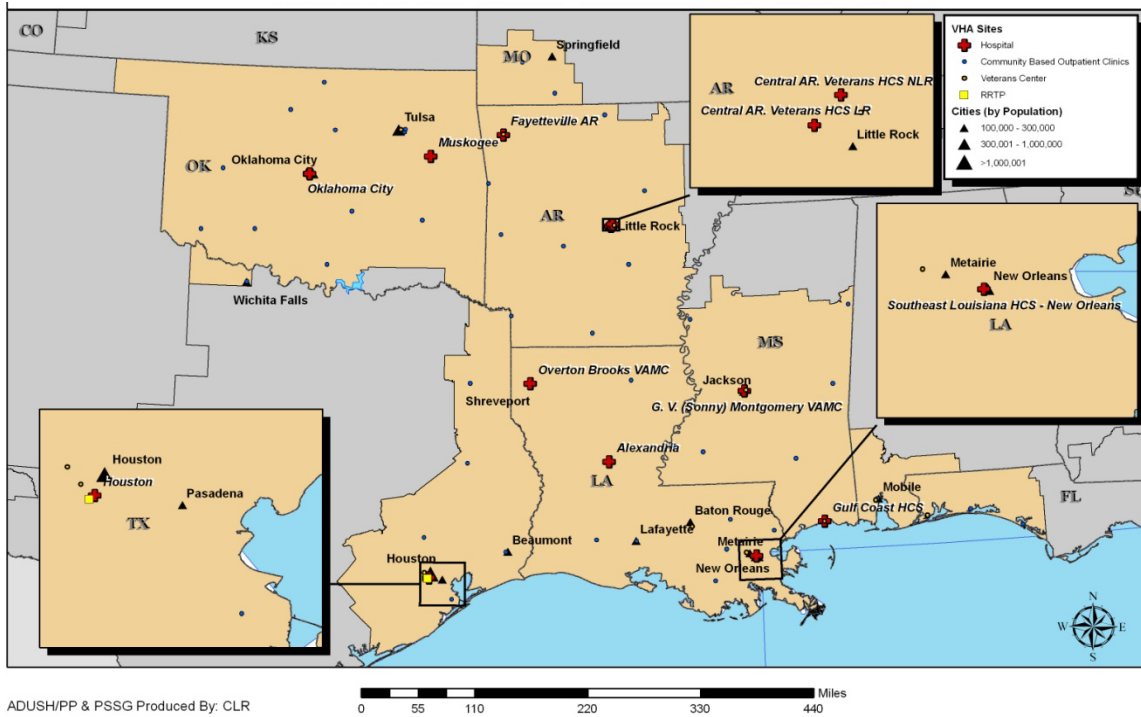 CO
KS
MO
Springfield
Tulsa
Fayetteville AR
Muskogee
OK
Oklahoma City
Oklahoma City
AR
Little Rock
Wichita Falls
Overton Brooks VAMC
Shreveport
MS
Jackson
G. V. (Sonny) Montgomery VAMC
Alexandria
LA
Baton Rouge
Lafayette
Beaumont
Houston
Metairie
New Orleans
Mobile
Gulf Coast HCS
FL
AR
Central AR. Veterans HCS NLR
Central AR. Veterans HCS LR
Little Rock
VHA Sites
Hospital
Community Based Outpatient Clinics
Veterans Center
RRTP
Cities (by Population)
100,000 - 300,000
300,001 - 1,000,000
>1,000,001
Metairie
New Orleans
Southeast Louisiana HCS - New Orleans
LA
Houston
Houston
Pasadena
TX
N
W E
S
Miles
0 55 110 220 330 440
ADUSH/PP & PSSG Produced By: CLR